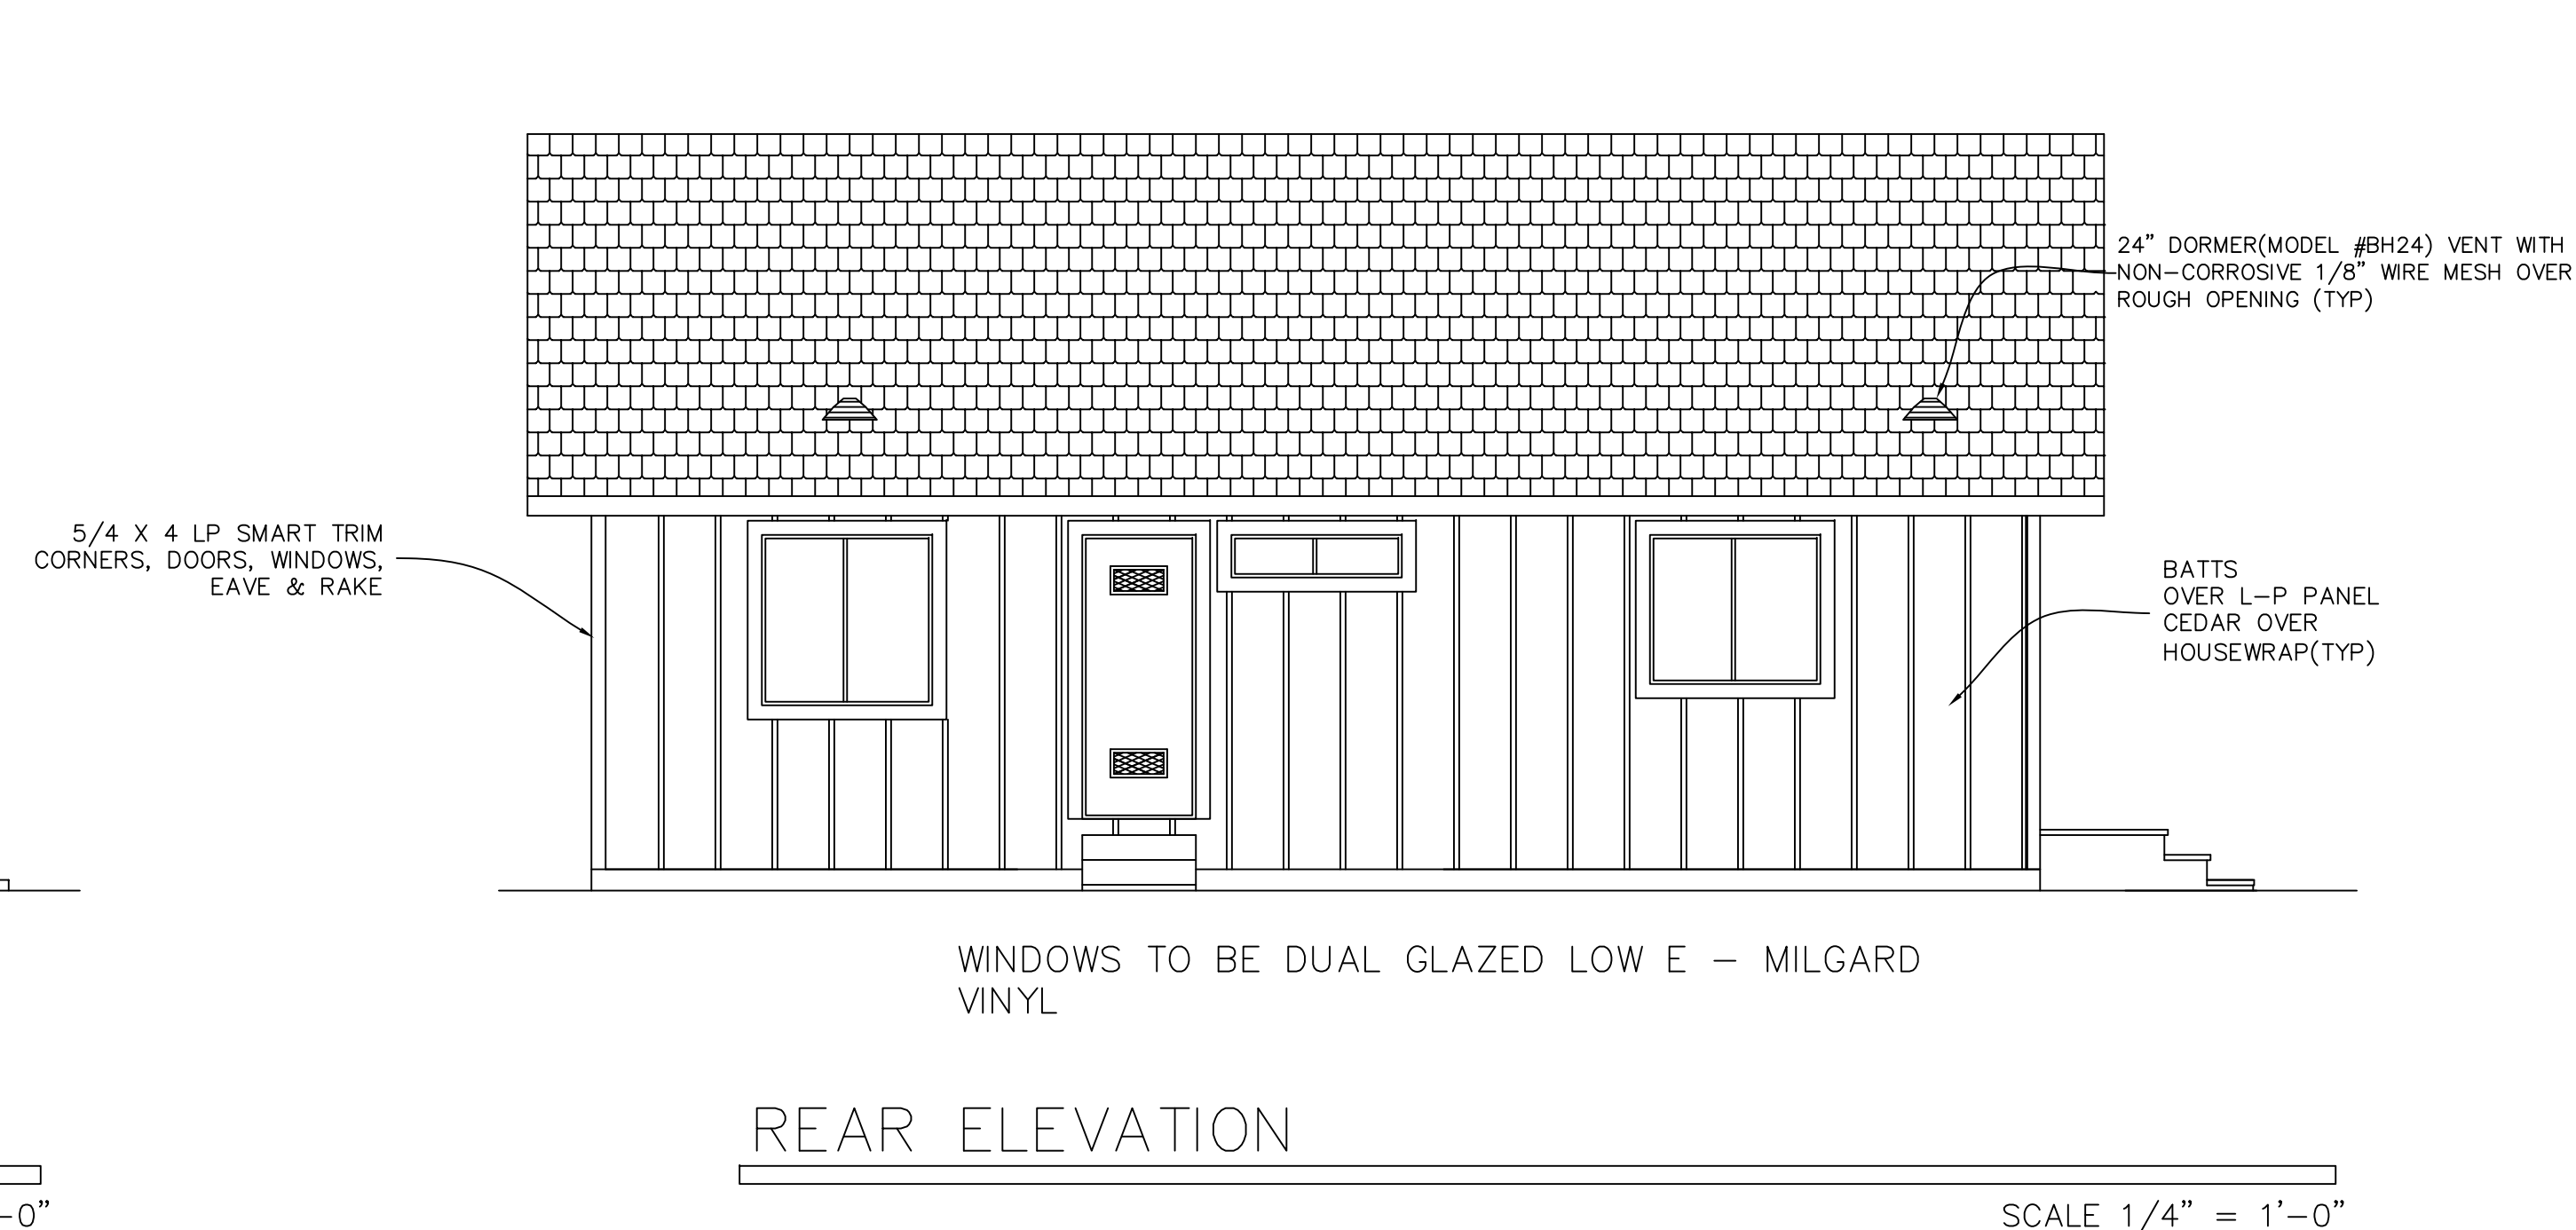 24” DORMER(MODEL #BH24) VENT WITH
NON-CORROSIVE 1/8” WIRE MESH OVER
ROUGH OPENING (TYP)
5/4 X 4 LP SMART TRIM
CORNERS, DOORS, WINDOWS,
EAVE & RAKE
BATTS
OVER L-P PANEL
CEDAR OVER
HOUSEWRAP(TYP)
WINDOWS TO BE DUAL GLAZED LOW E - MILGARD
VINYL
REAR ELEVATION
-0”
SCALE 1/4” = 1’-0”